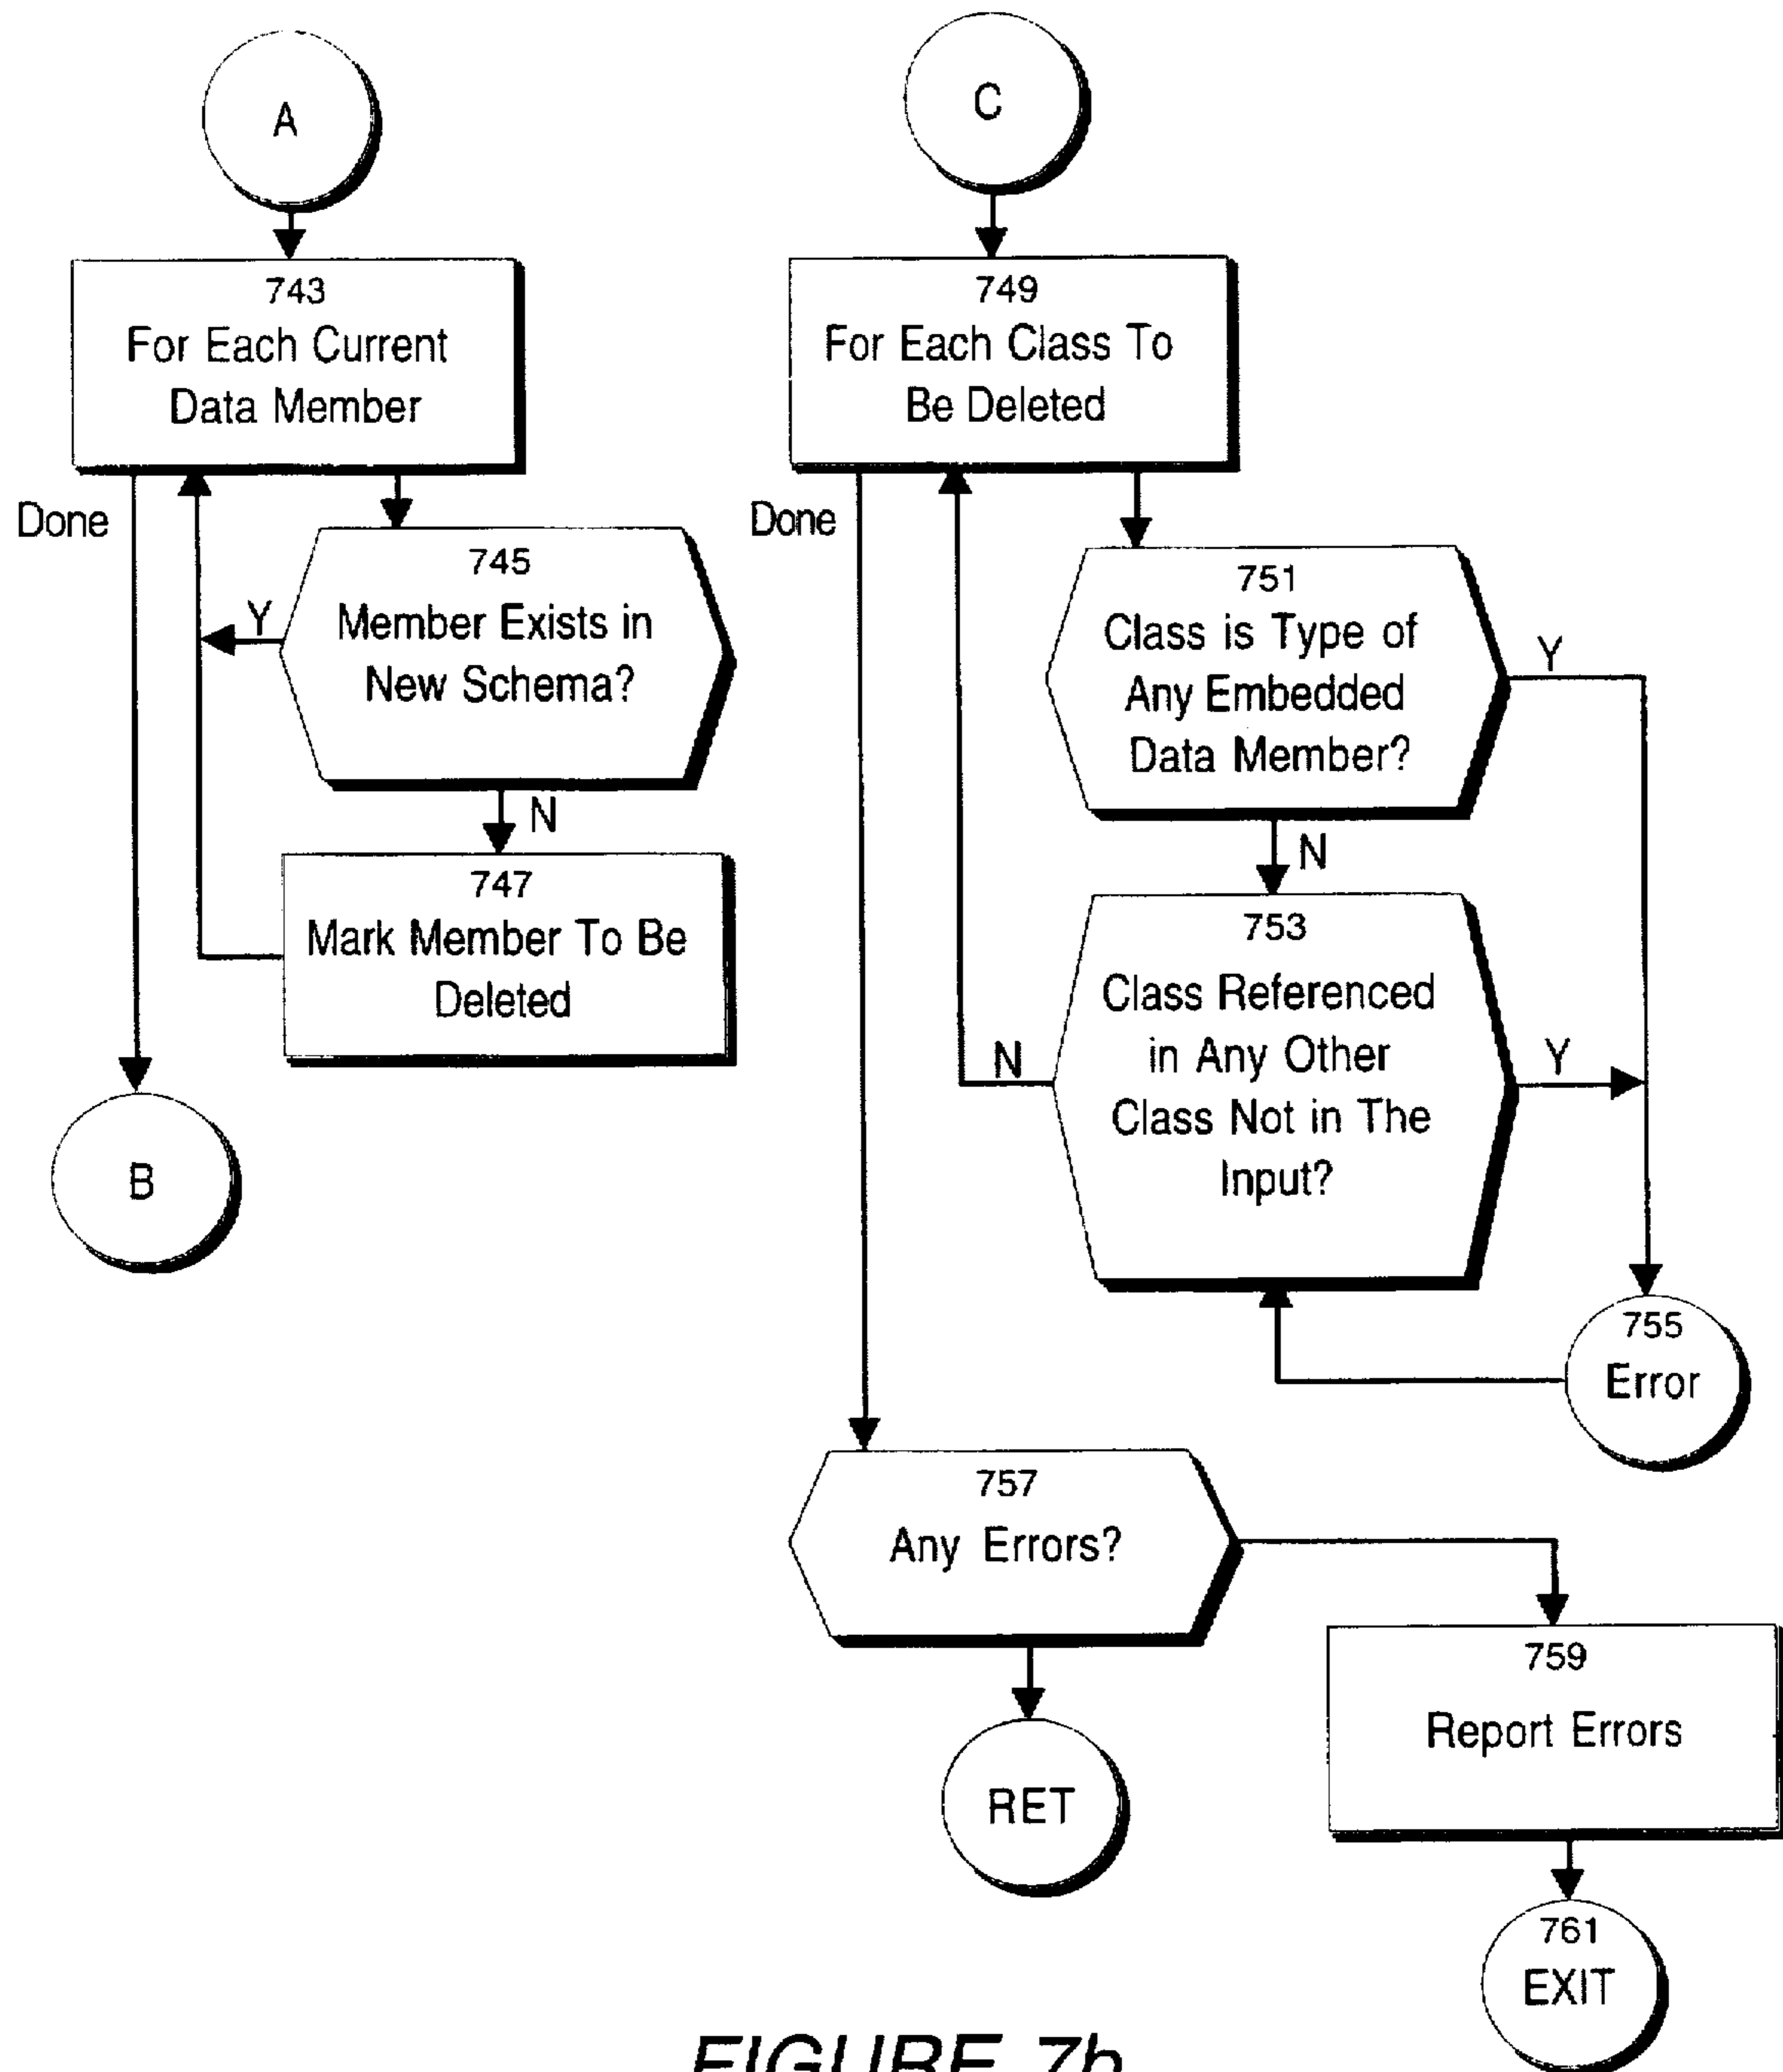 A
743
For Each Current
Data Member
Done
745
Member Exists in
New Schema?
Y
N
747
Mark Member To Be
Deleted
B
C
749
For Each Class To
Be Deleted
Done
751
Class is Type of
Any Embedded
Data Member?
Y
N
753
Class Referenced
in Any Other
Class Not in The
Input?
N
Y
755
Error
757
Any Errors?
RET
759
Report Errors
761
EXIT
FIGURE 7b